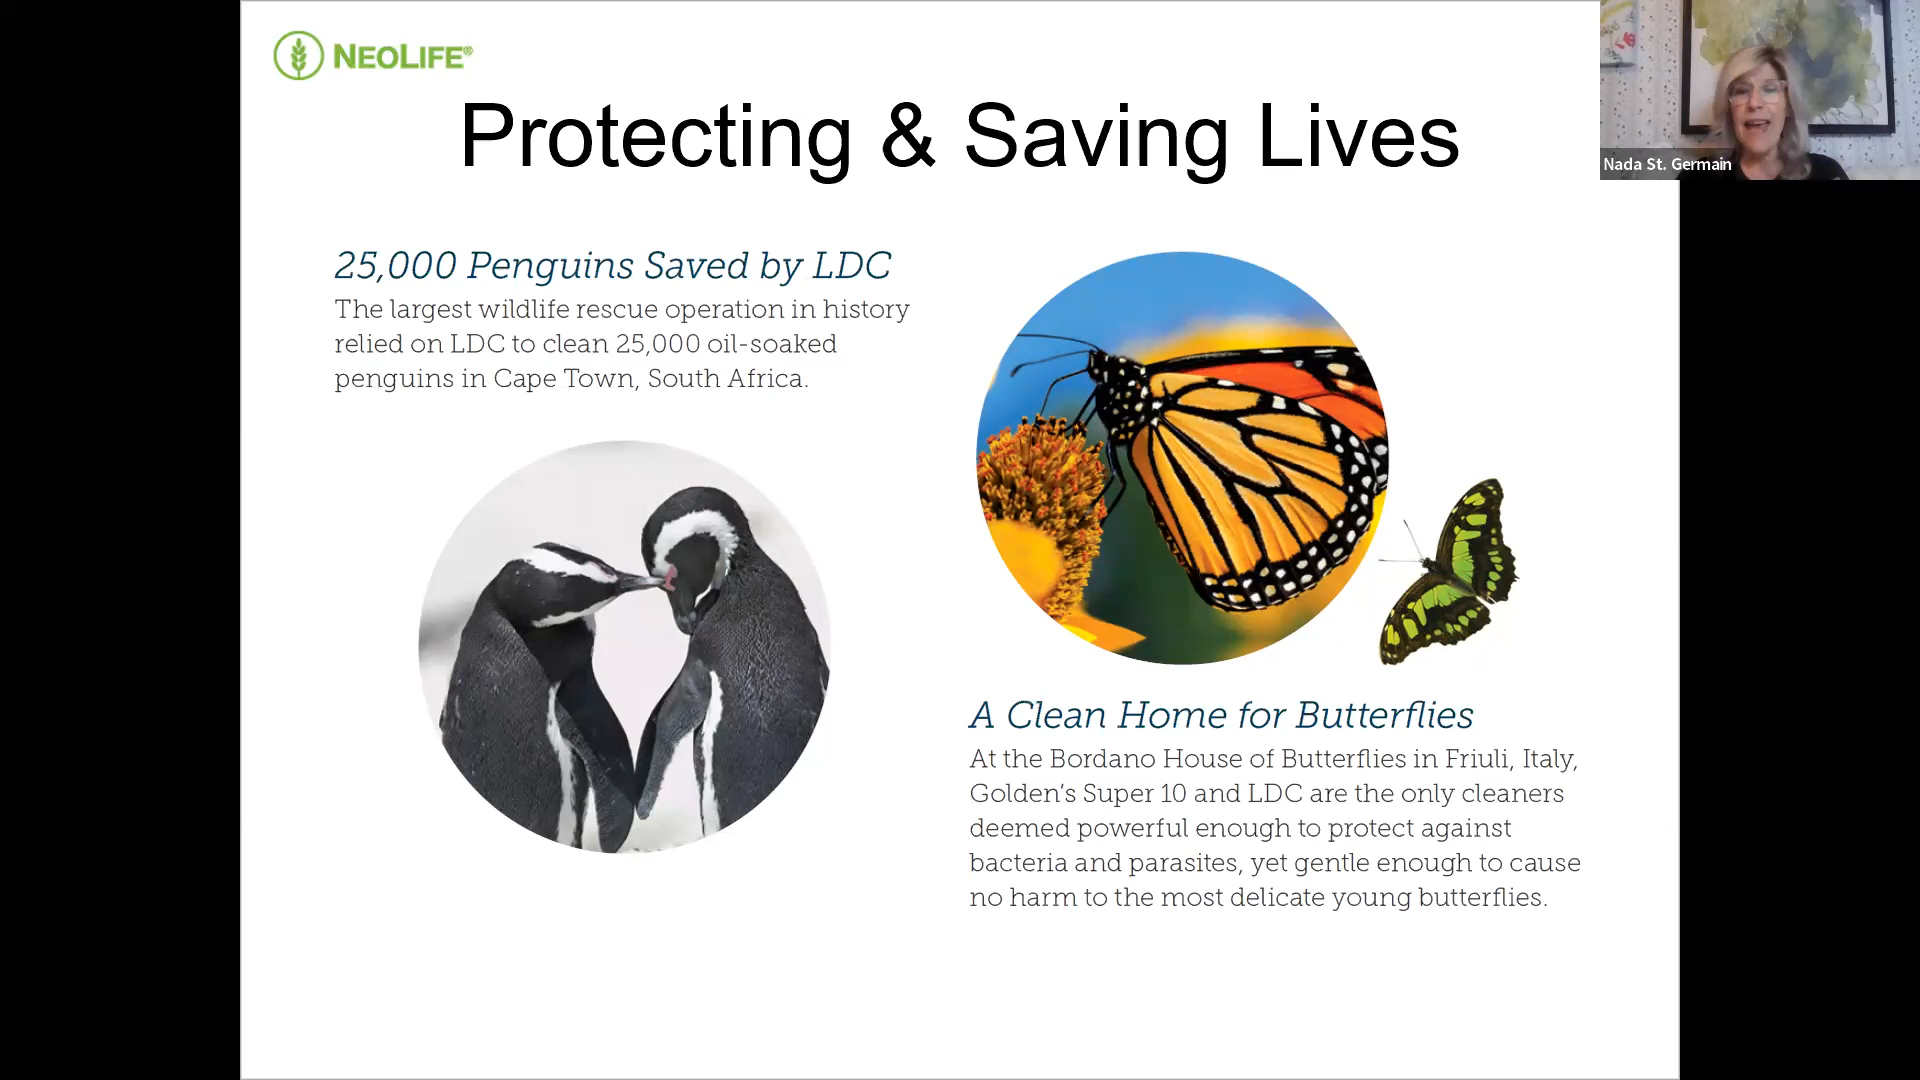 NEOLIFE®
Protecting & Saving Lives
Nada St. Germain
25,000 Penguins Saved by LDC
The largest wildlife rescue operation in history
relied on LDC to clean 25,000 oil-soaked
penguins in Cape Town, South Africa.
A Clean Home for Butterflies
At the Bordano House of Butterflies in Friuli, Italy,
Golden's Super 10 and LDC are the only cleaners
deemed powerful enough to protect against
bacteria and parasites, yet gentle enough to cause
no harm to the most delicate young butterflies.